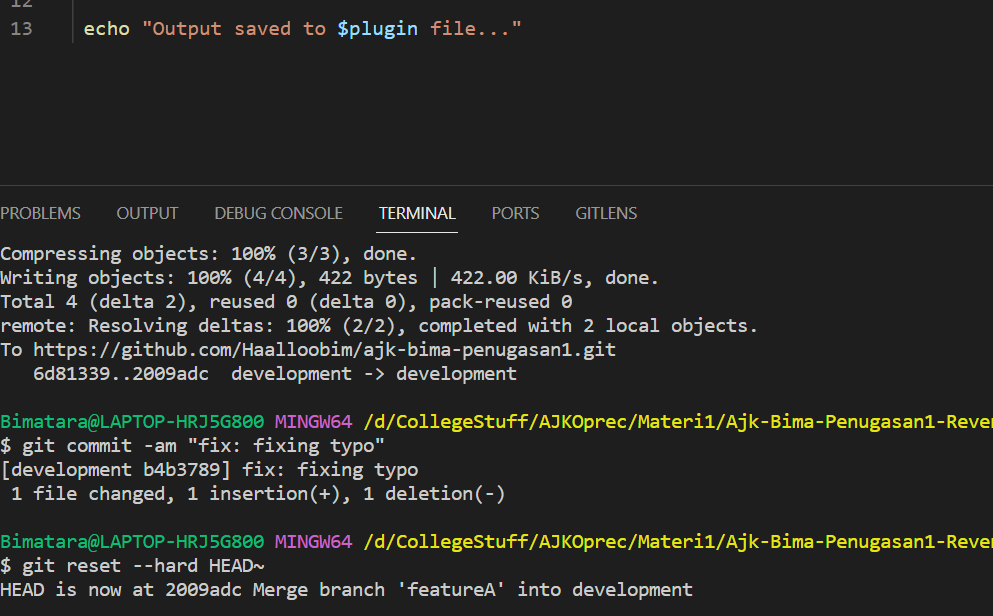 12
13 echo "Output saved to $plugin file..."
PROBLEMS OUTPUT DEBUG CONSOLE TERMINAL PORTS GITLENS
Compressing objects: 100% (3/3), done.
Writing objects: 100% (4/4), 422 bytes | 422.00 KiB/s, done.
Total 4 (delta 2), reused 0 (delta 0), pack-reused 0
remote: Resolving deltas: 100% (2/2), completed with 2 local objects.
To https://github.com/Haalloobim/ajk-bima-penugasan1.git
   6d81339..2009adc  development -> development
Bimatara@LAPTOP-HRJ5G800 MINGW64 /d/CollegeStuff/AJKOprec/Materi1/Ajk-Bima-Penugasan1-Rever
$ git commit -am "fix: fixing typo"
[development b4b3789] fix: fixing typo
 1 file changed, 1 insertion(+), 1 deletion(-)
Bimatara@LAPTOP-HRJ5G800 MINGW64 /d/CollegeStuff/AJKOprec/Materi1/Ajk-Bima-Penugasan1-Rever
$ git reset --hard HEAD~
HEAD is now at 2009adc Merge branch 'featureA' into development